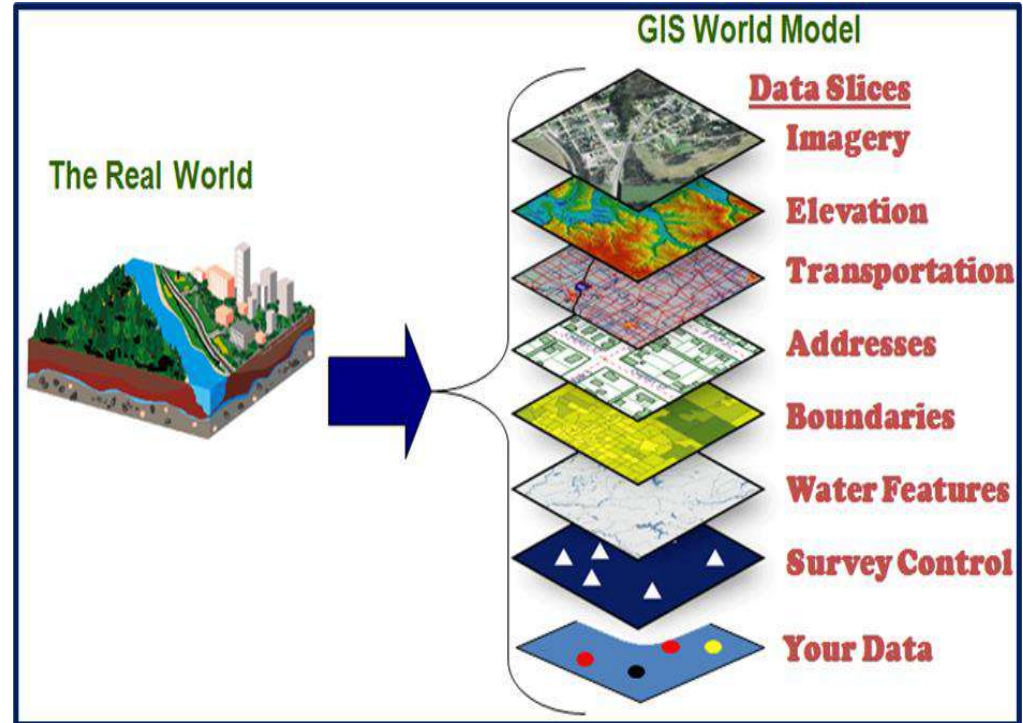 GIS World Model
The Real World
Data Slices
Imagery
Elevation
Transportation
Addresses
Boundaries
Water Features
Survey Control
Your Data